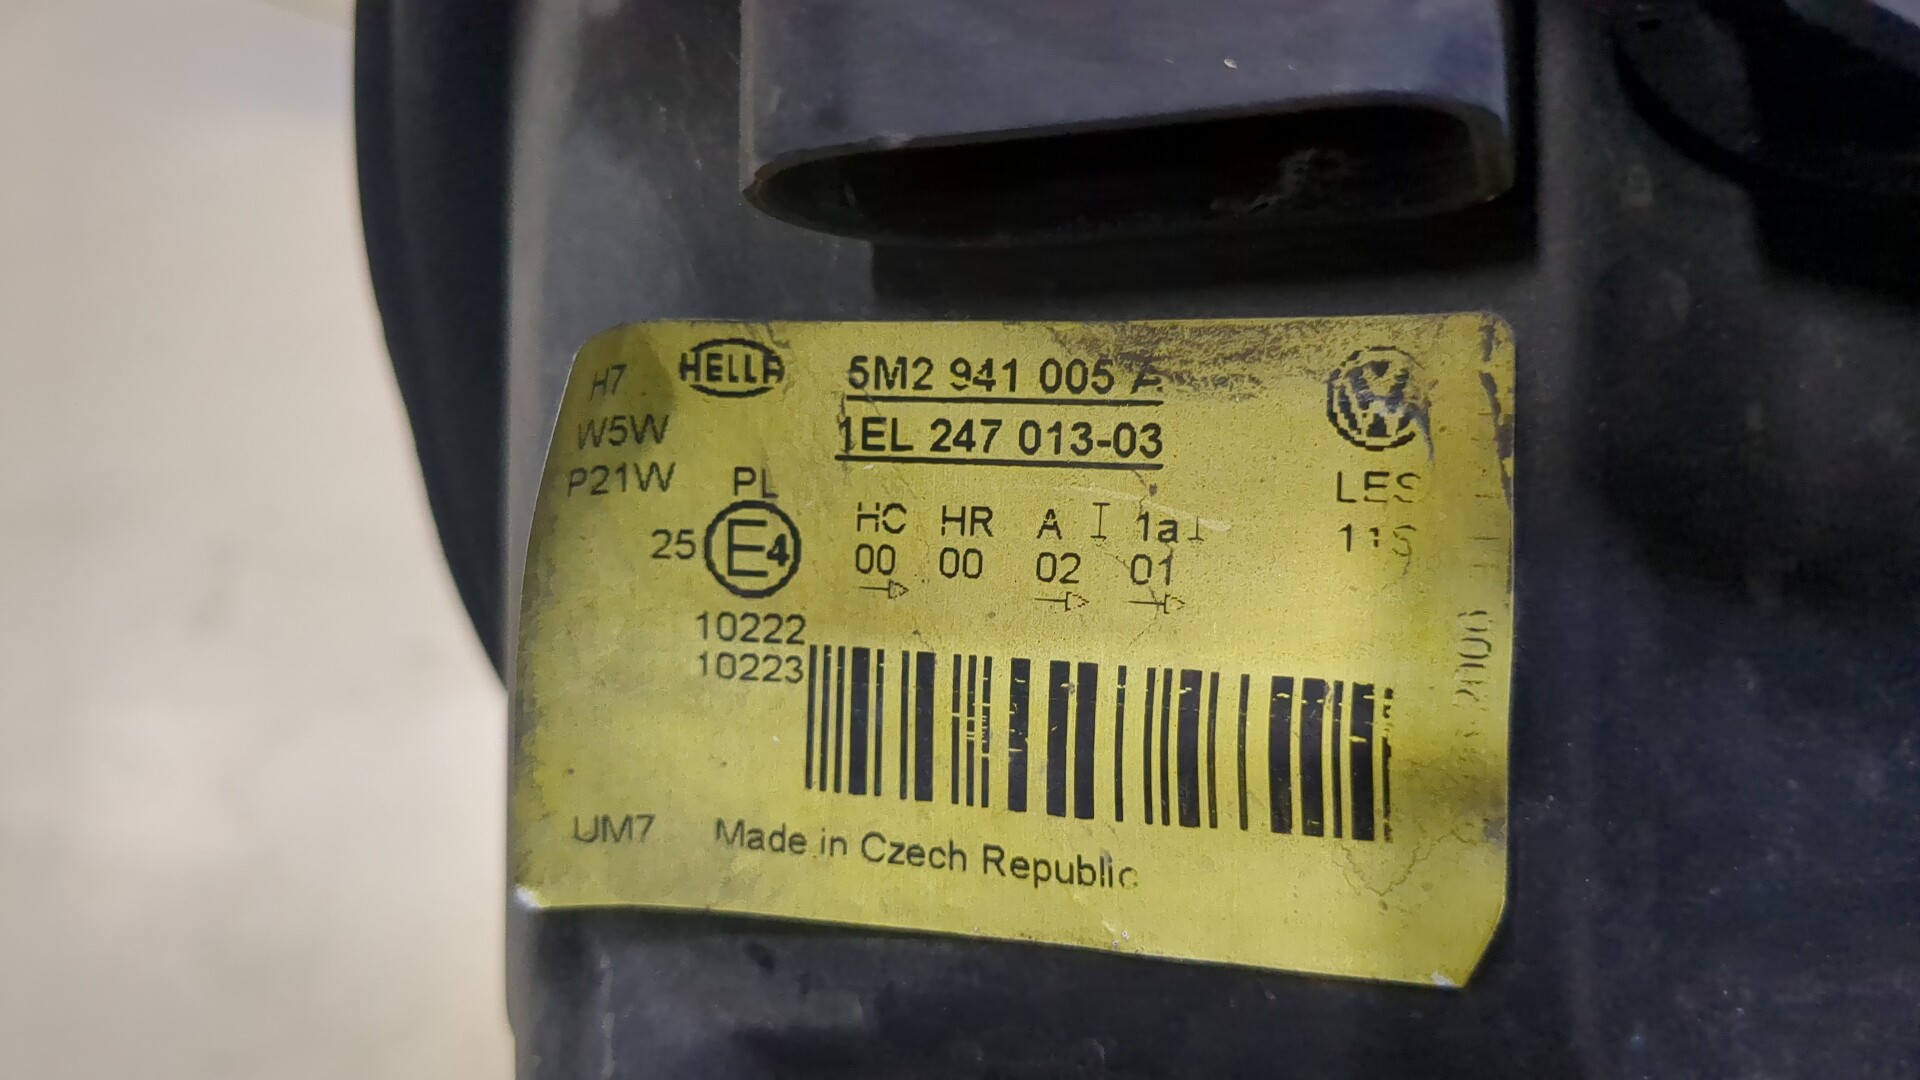 H7
W5W
P21W
HELLA
5M2 941 005 A
1EL 247 013-03
PL
25 E4
HC HR A I 1a I
00 00 02 01
10222
10223
LES
UM7
Made in Czech Republic